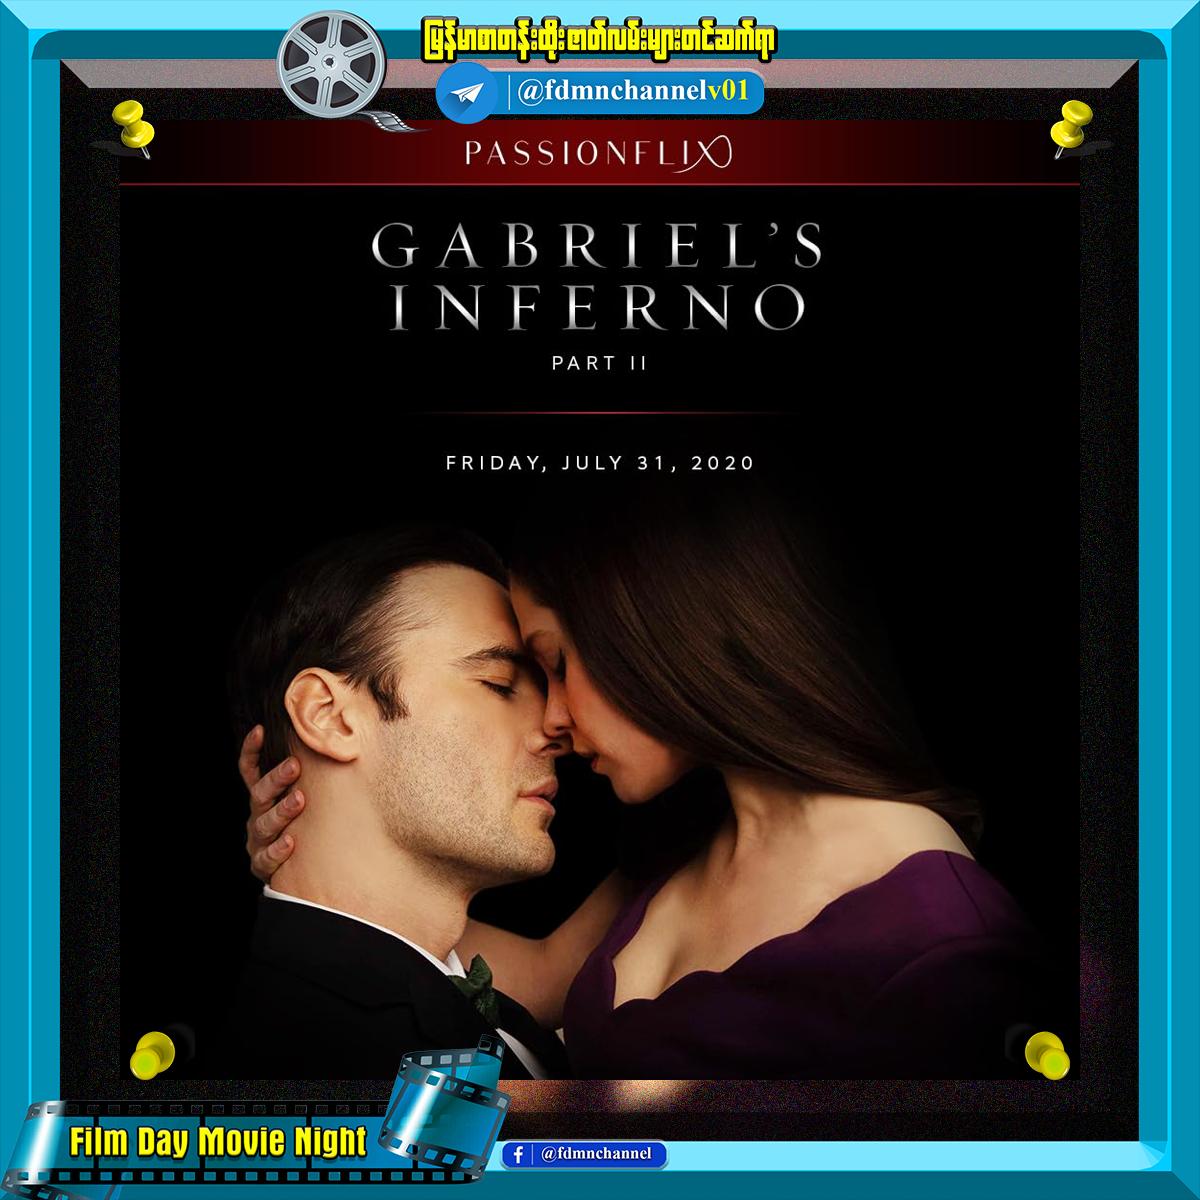 မြန်မာစာတန်းထိုး ဇာတ်လမ်းများတင်ဆက်ရာ
@fdmnchannelv01
PASSIONFLIX
GABRIEL'S
INFERNO
PART II
FRIDAY, JULY 31, 2020
Film Day Movie Night
f @fdmnchannel